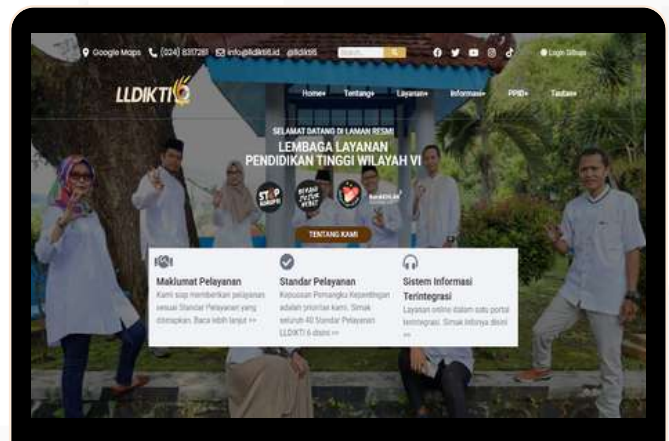 Google Maps (024) 8317281 info@lldikti6.id @lldikti6 Search... Login
LLDIKTI
Home+ Tentang+ Layanan+ Informasi+ PPID+ Tautan+
SELAMAT DATANG DI LAMAN RESMI
LEMBAGA LAYANAN
PENDIDIKAN TINGGI WILAYAH VI
STOP KORUPSI
TENTANG KAMI
Maklumat Pelayanan
Kami siap memberikan pelayanan
sesuai Standar Pelayanan yang
ditetapkan. Baca lebih lanjut >>
Standar Pelayanan
Kepuasan Pemangku Kepentingan
adalah prioritas kami. Simak
seluruh 40 Standar Pelayanan
LLDIKTI 6 disini >>
Sistem Informasi
Terintegrasi
Layanan online dalam satu portal
terintegrasi. Simak infonya disini
>>